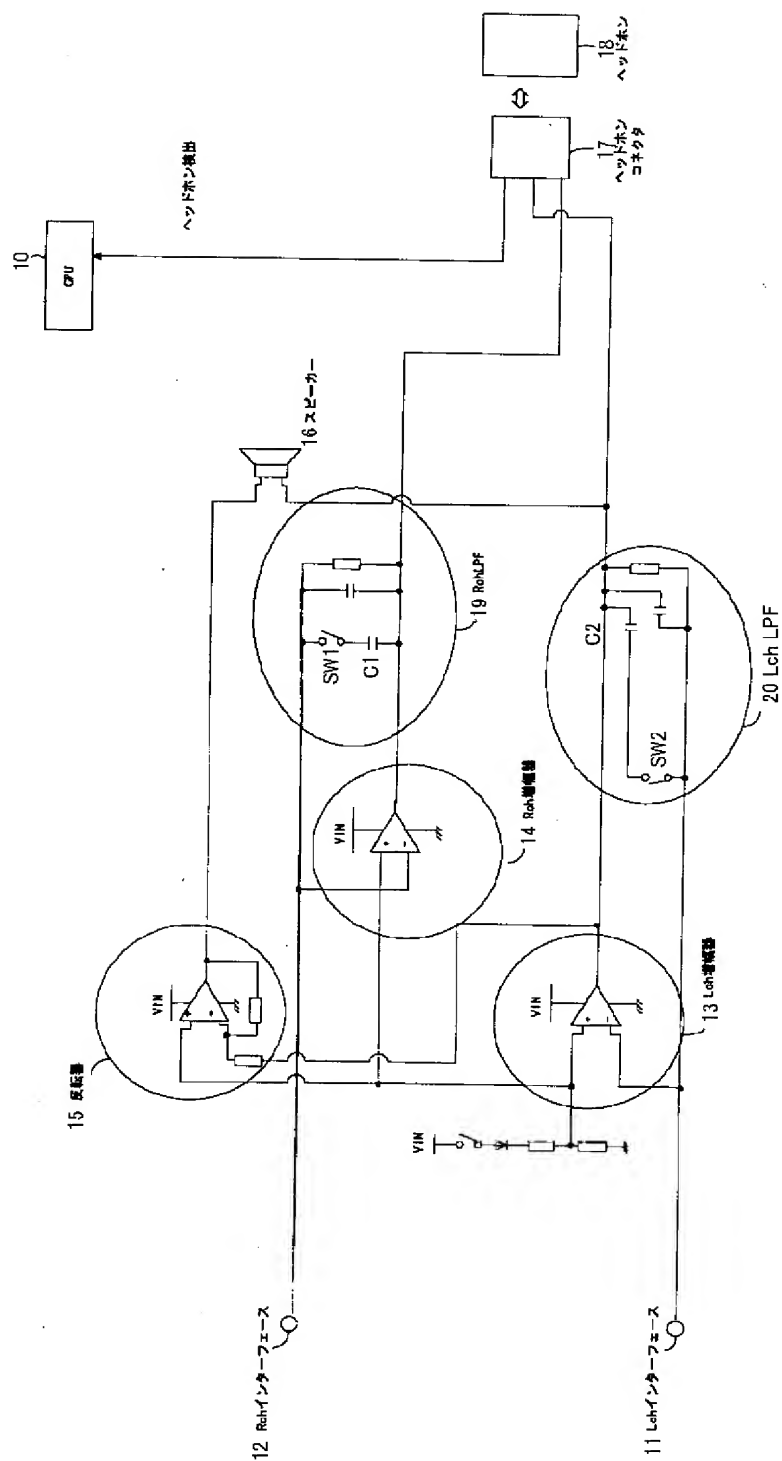 10
CPU
ヘッドホン検出
18
ヘッドホン
17
ヘッドホン
コネクタ
16 スピーカー
15 反転器
VIN
SW1
C1
19 RchLPF
VIN
14 Rch増幅器
12 Rchインターフェース
VIN
VIN
13 Lch増幅器
C2
SW2
20 Lch LPF
11 Lchインターフェース